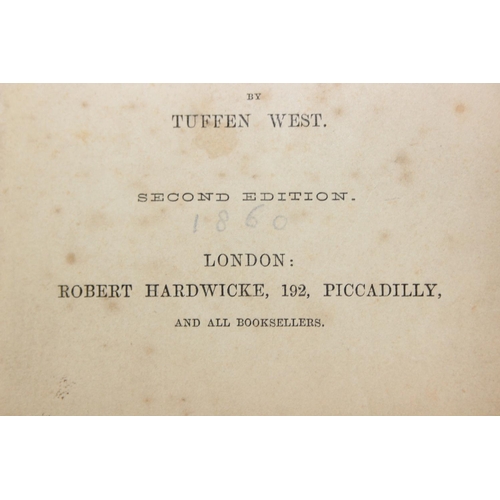 BY
TUFFEN WEST.
SECOND EDITION.
1860
LONDON:
ROBERT HARDWICKE, 192, PICCADILLY,
AND ALL BOOKSELLERS.